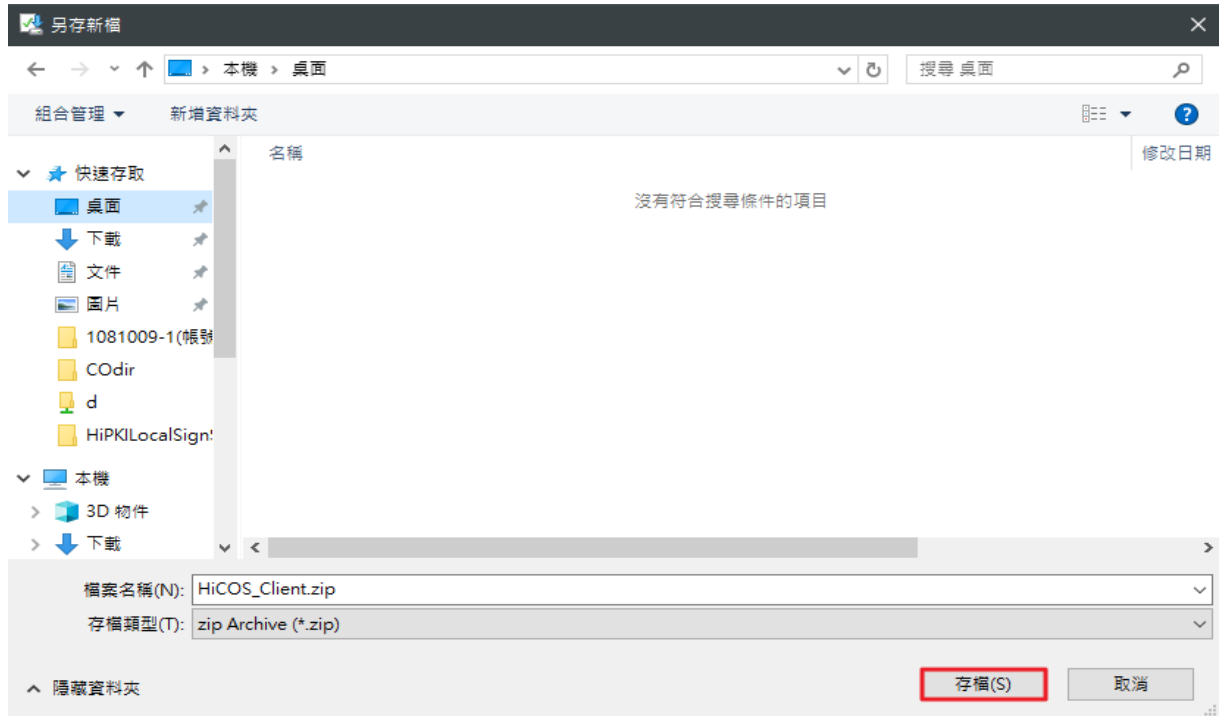 另存新檔
本機 › 桌面
搜尋 桌面
組合管理
新增資料夾
名稱
修改日期
沒有符合搜尋條件的項目
快速存取
桌面
下載
文件
圖片
1081009-1(帳號
COdir
d
HiPKILocalSign
本機
3D 物件
下載
檔案名稱(N): HiCOS_Client.zip
存檔類型(T): zip Archive (*.zip)
隱藏資料夾
存檔(S)
取消